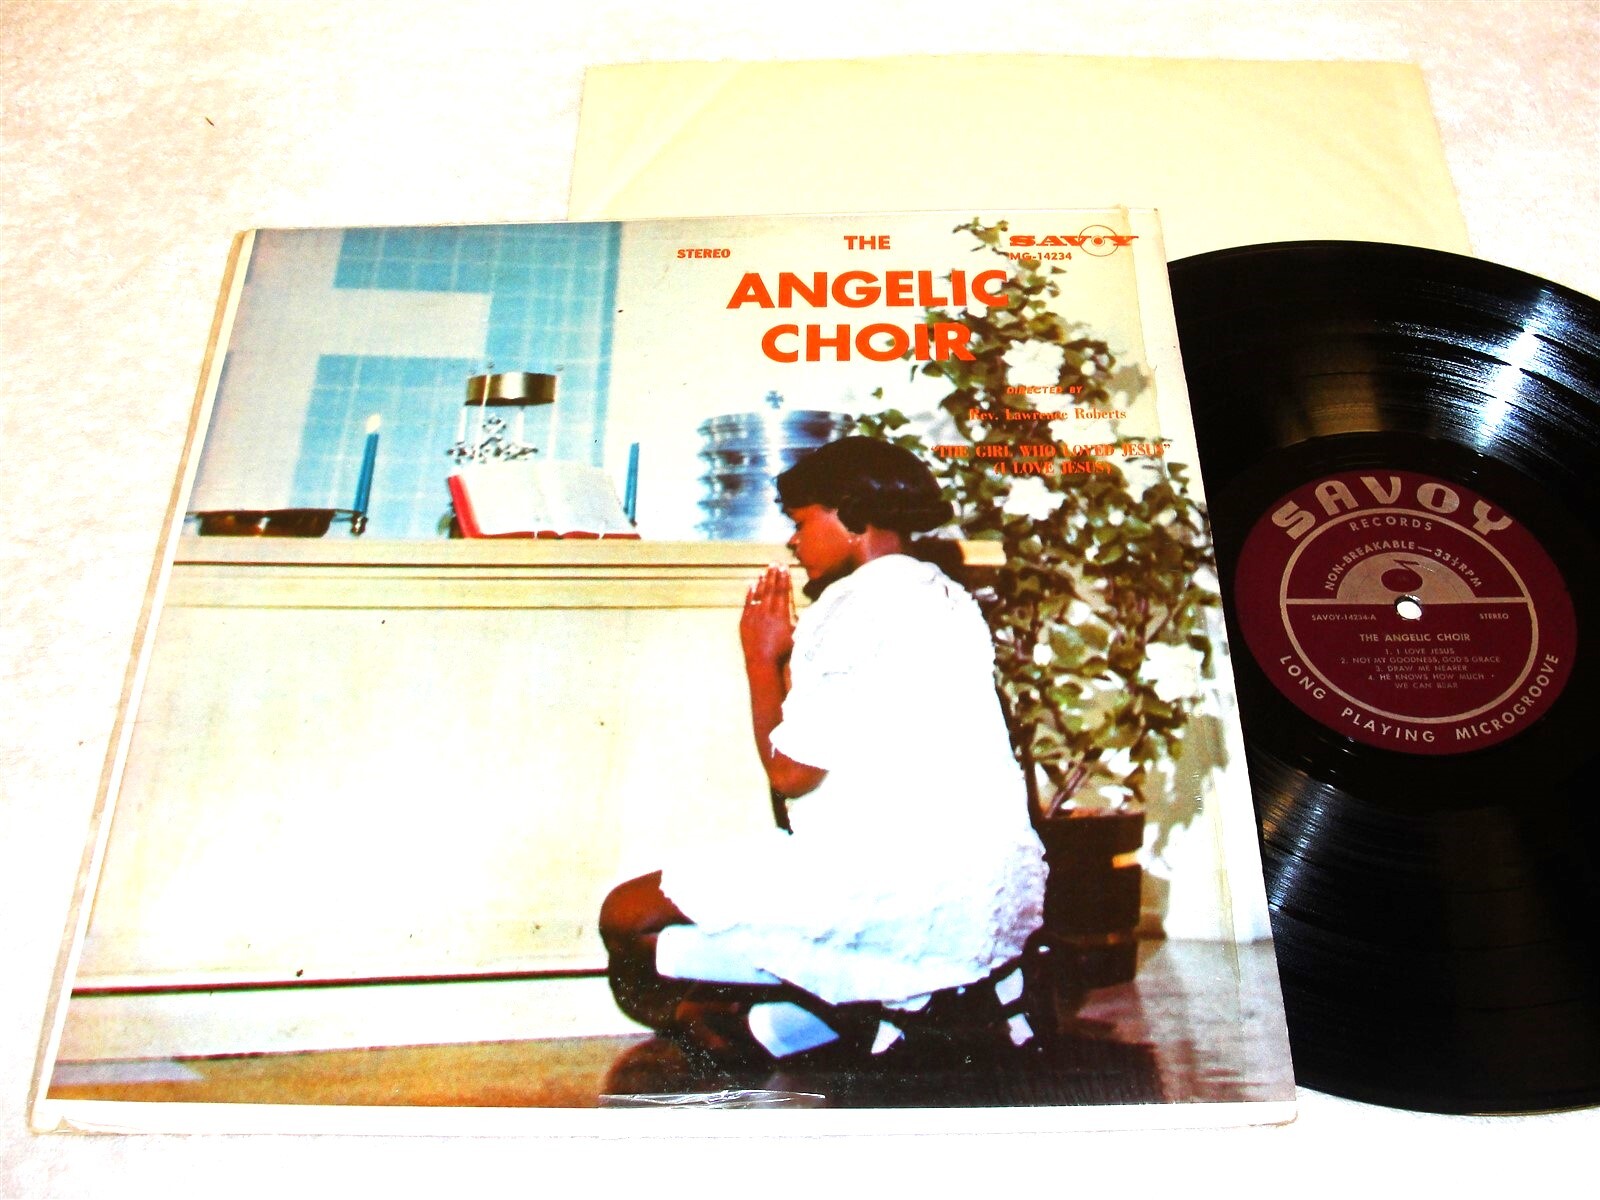 STEREO
THE
ANGELIC
CHOIR
SAVOY
MG-14234
DIRECTED BY
Rev. Lawrence Roberts
"THE GIRL WHO LOVED JESUS"
(I LOVE JESUS)
SAVOY
RECORDS
NON-BREAKABLE-33⅓RPM
SAVOY-14234-A
STEREO
THE ANGELIC CHOIR
1. I LOVE JESUS
2. NOT MY GOODNESS, GOD'S GRACE
3. DRAW ME NEARER
4. HE KNOWS HOW MUCH
WE CAN BEAR
LONG PLAYING MICROGROOVE